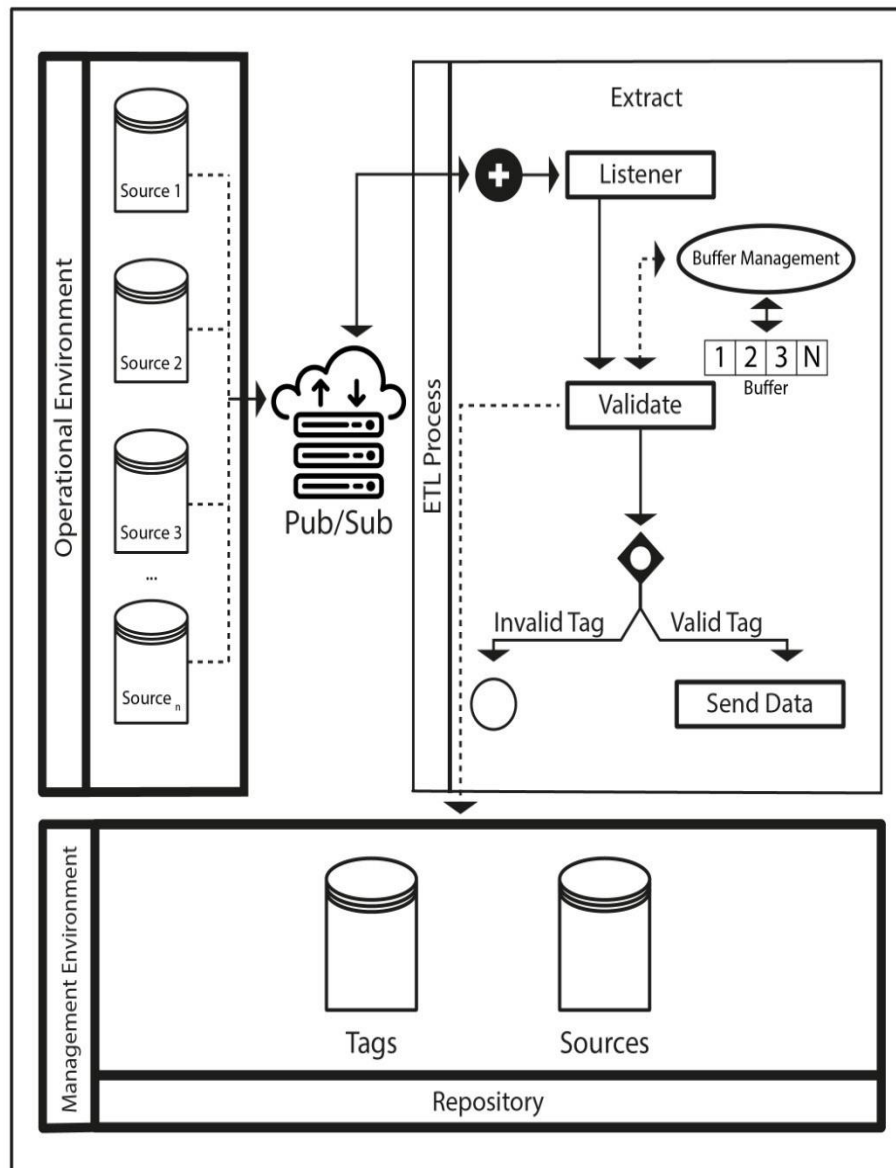 Operational Environment
Source 1
Source 2
Source 3
...
Source n
Pub/Sub
ETL Process
Extract
Listener
Buffer Management
1 2 3 N
Buffer
Validate
Invalid Tag
Valid Tag
Send Data
Management Environment
Tags
Sources
Repository